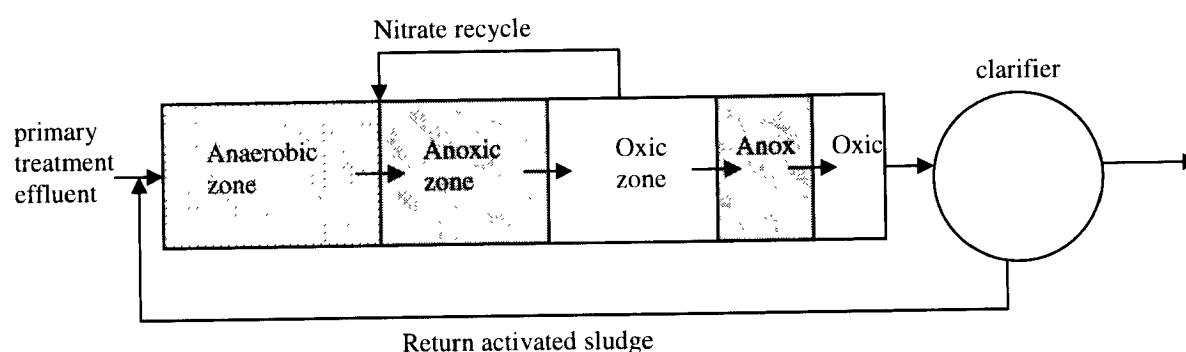 Nitrate recycle
clarifier
primary
treatment
effluent
Anaerobic
zone
Anoxic
zone
Oxic
zone
Anox
Oxic
Return activated sludge